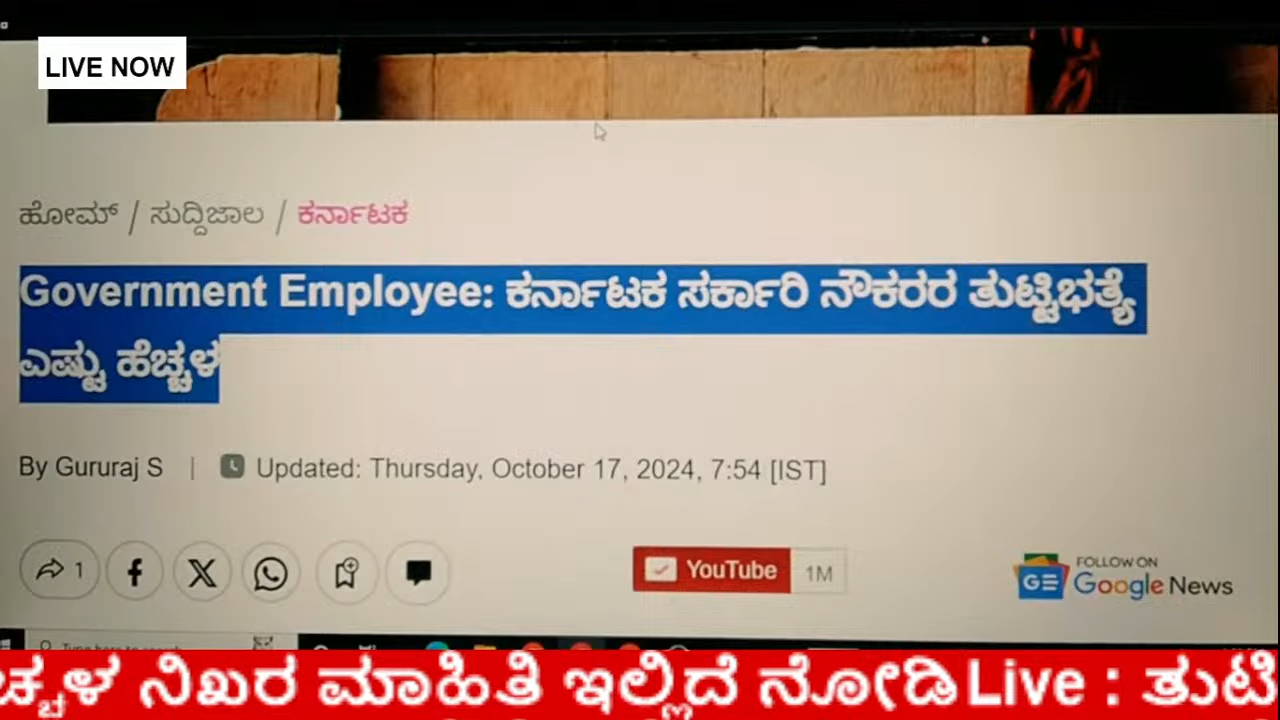 LIVE NOW
ಹೋಮ್ / ಸುದ್ದಿಜಾಲ / ಕರ್ನಾಟಕ
Government Employee: ಕರ್ನಾಟಕ ಸರ್ಕಾರಿ ನೌಕರರ ತುಟ್ಟಿಭತ್ಯೆ
ಎಷ್ಟು ಹೆಚ್ಚಳ
By Gururaj S | Updated: Thursday, October 17, 2024, 7:54 [IST]
1
YouTube 1M
GE FOLLOW ON
Google News
ನಿಖರ ಮಾಹಿತಿ ಇಲ್ಲಿದೆ ನೋಡಿ Live :